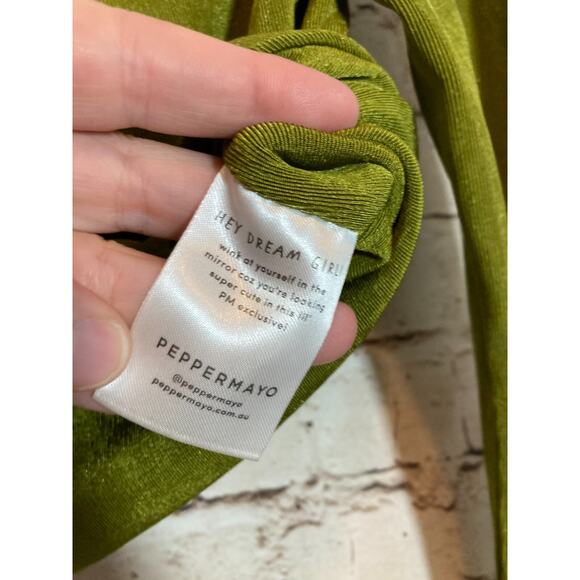 HEY DREAM GIRL!
wink at yourself in the
mirror coz you're looking
super cute in this lil'
PM exclusive!
PEPPERMAYO
@peppermayo
peppermayo.com.au